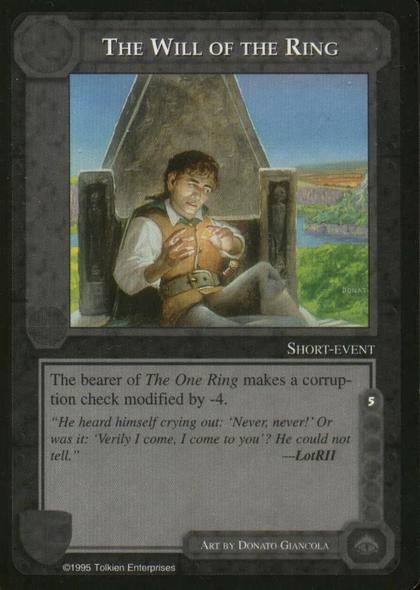 THE WILL OF THE RING
DONAT
SHORT-EVENT
The bearer of The One Ring makes a corrup-
tion check modified by -4.
5
“He heard himself crying out: ‘Never, never!’ Or
was it: ‘Verily I come, I come to you’? He could not
tell.” —LotRII
ART BY DONATO GIANCOLA
©1995 Tolkien Enterprises